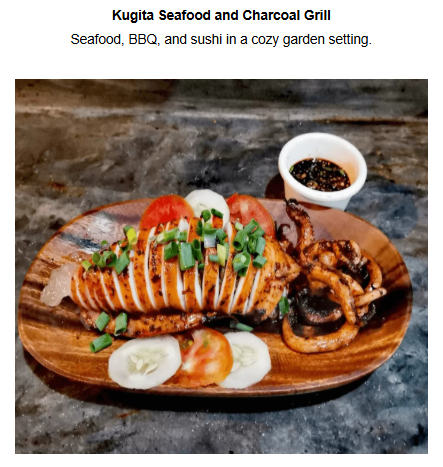 Kugita Seafood and Charcoal Grill
Seafood, BBQ, and sushi in a cozy garden setting.